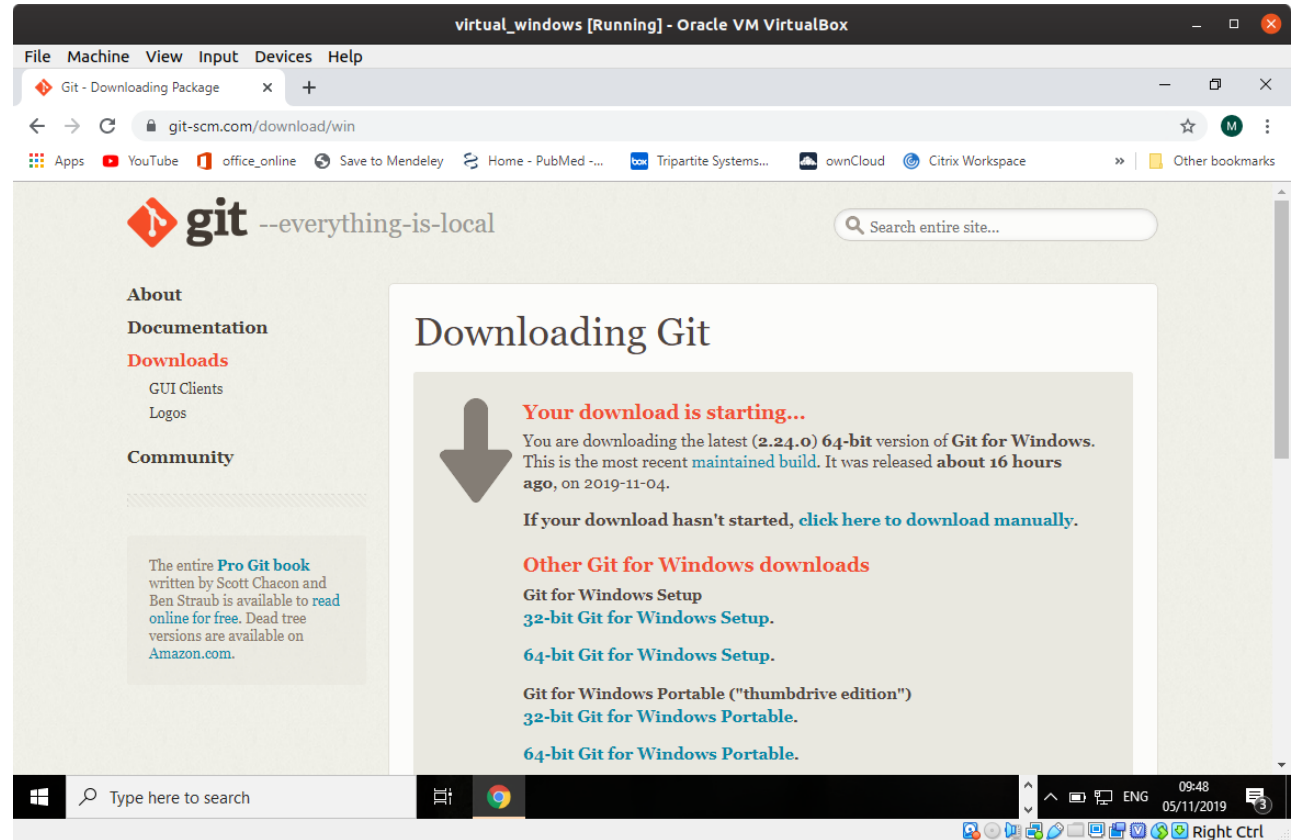 virtual_windows [Running] - Oracle VM VirtualBox
File Machine View Input Devices Help
Git - Downloading Package
git-scm.com/download/win
M
Apps YouTube office_online Save to Mendeley Home - PubMed -... box Tripartite Systems... ownCloud Citrix Workspace » Other bookmarks
git --everything-is-local
Search entire site...
About
Documentation
Downloads
GUI Clients
Logos
Community
The entire Pro Git book
written by Scott Chacon and
Ben Straub is available to read
online for free. Dead tree
versions are available on
Amazon.com.
Downloading Git
Your download is starting...
You are downloading the latest (2.24.0) 64-bit version of Git for Windows.
This is the most recent maintained build. It was released about 16 hours
ago, on 2019-11-04.
If your download hasn't started, click here to download manually.
Other Git for Windows downloads
Git for Windows Setup
32-bit Git for Windows Setup.
64-bit Git for Windows Setup.
Git for Windows Portable ("thumbdrive edition")
32-bit Git for Windows Portable.
64-bit Git for Windows Portable.
Type here to search
ENG
09:48
05/11/2019
3
Right Ctrl